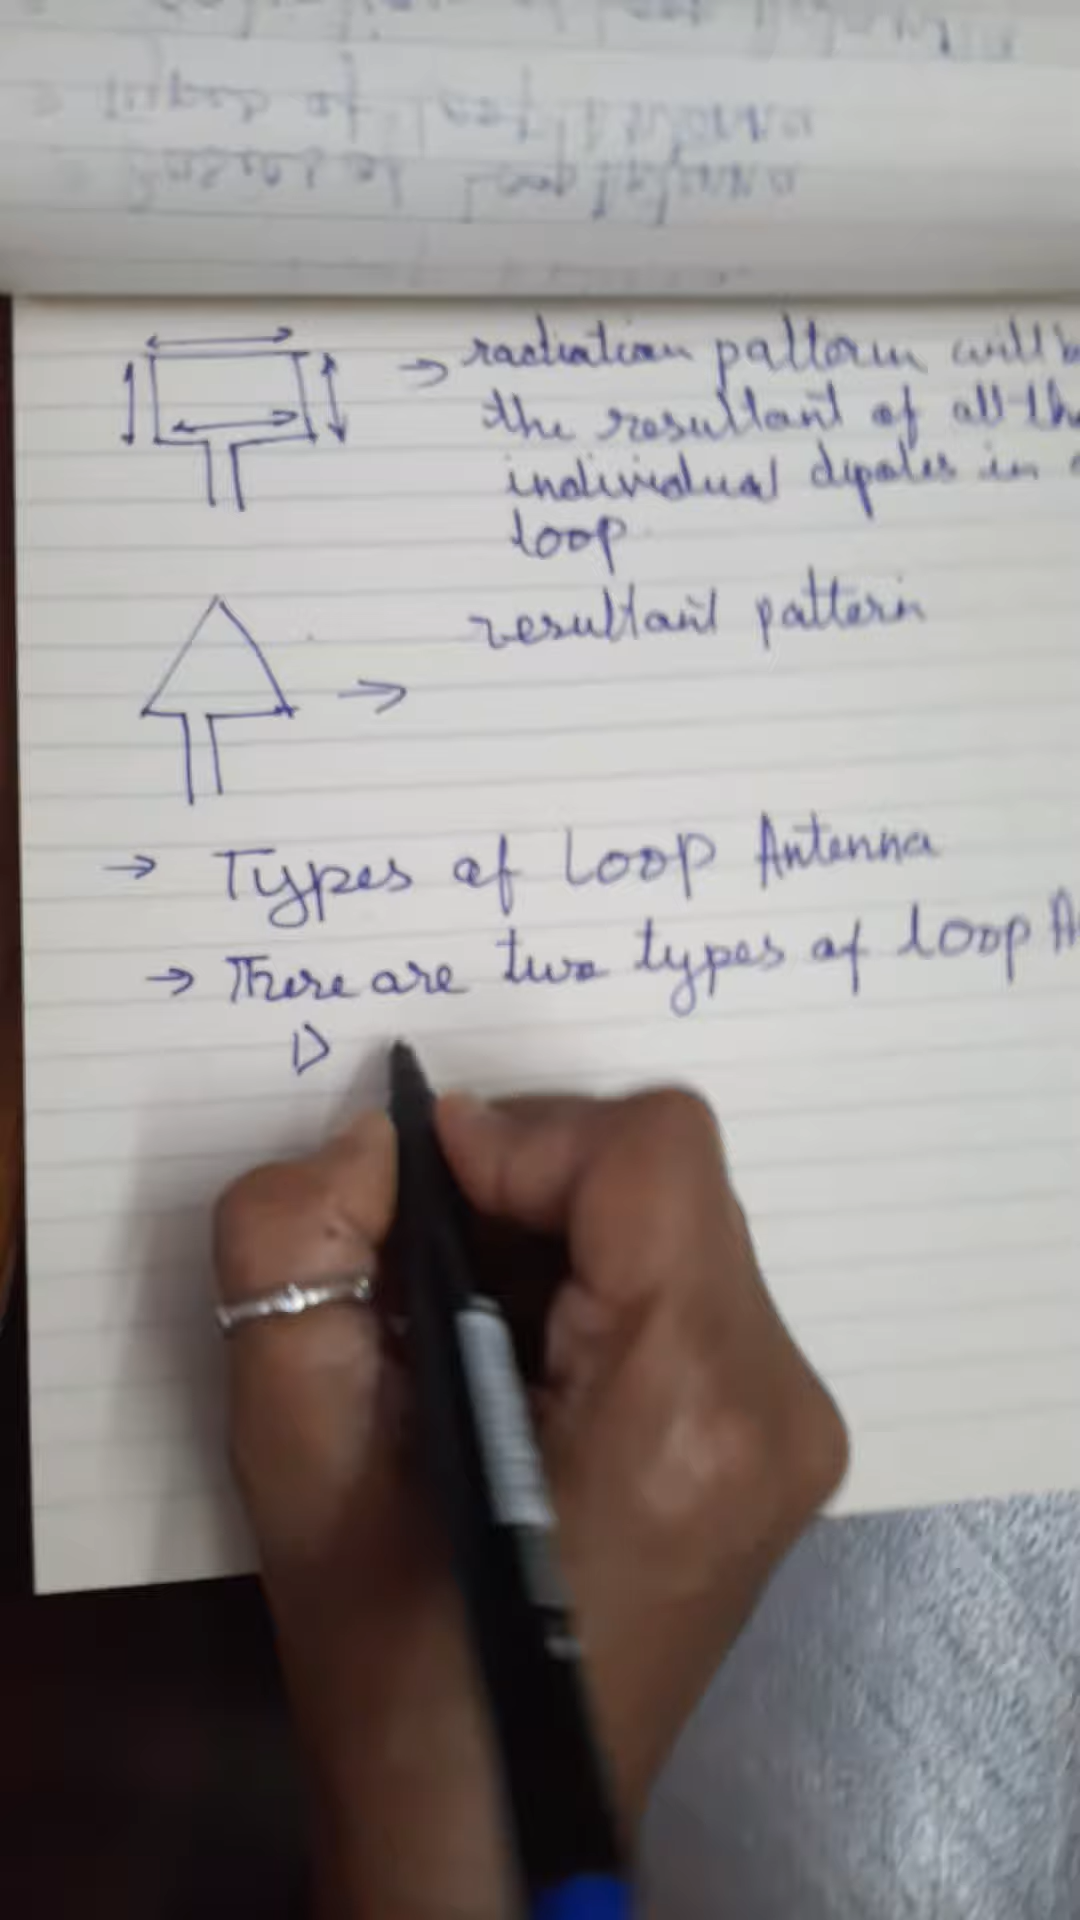 → radiation pattern will b
the resultant of all the
individual dipoles in
loop.
resultant pattern
→
→ Types of Loop Antenna
→ There are two types of loop A
1)